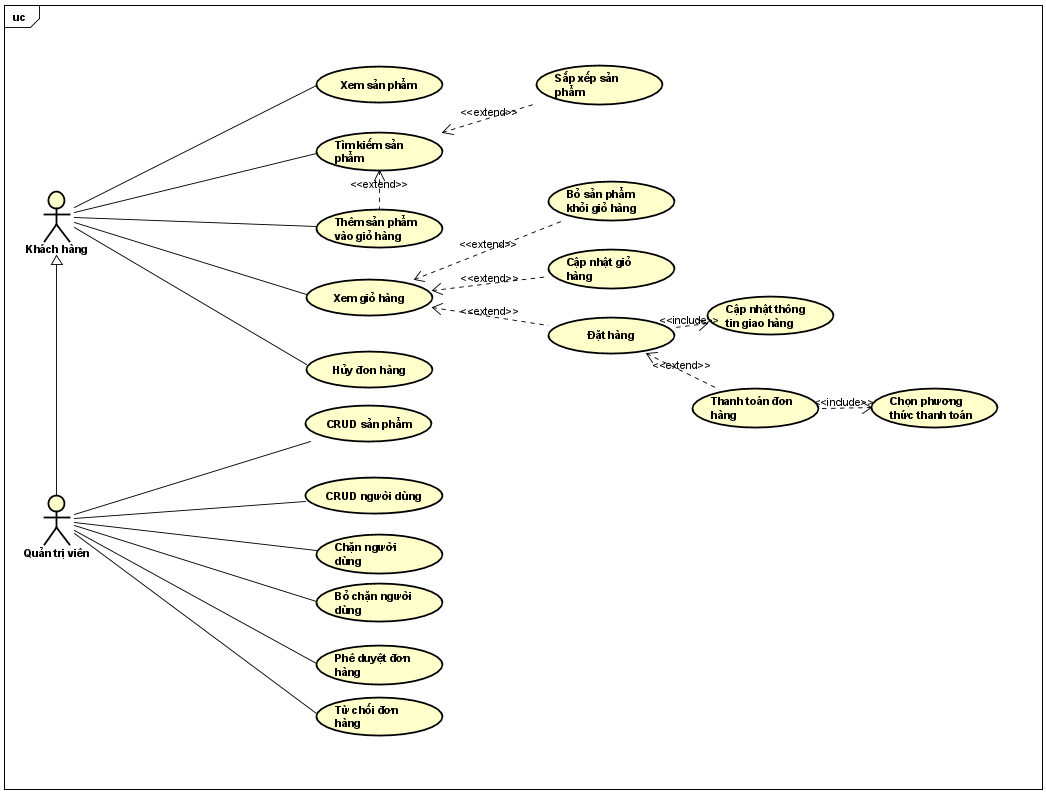 uc
Xem sản phẩm
Sắp xếp sản
phẩm
<<extend>>
Tìm kiếm sản
phẩm
<<extend>>
Thêm sản phẩm
vào giỏ hàng
Bỏ sản phẩm
khỏi giỏ hàng
<<extend>>
Khách hàng
Cập nhật giỏ
hàng
<<extend>>
Xem giỏ hàng
<<extend>>
Đặt hàng
<<include>>
Cập nhật thông
tin giao hàng
<<extend>>
Hủy đơn hàng
Thanh toán đơn
hàng
<<include>>
Chọn phương
thức thanh toán
CRUD sản phẩm
CRUD người dùng
Quản trị viên
Chặn người
dùng
Bỏ chặn người
dùng
Phê duyệt đơn
hàng
Từ chối đơn
hàng